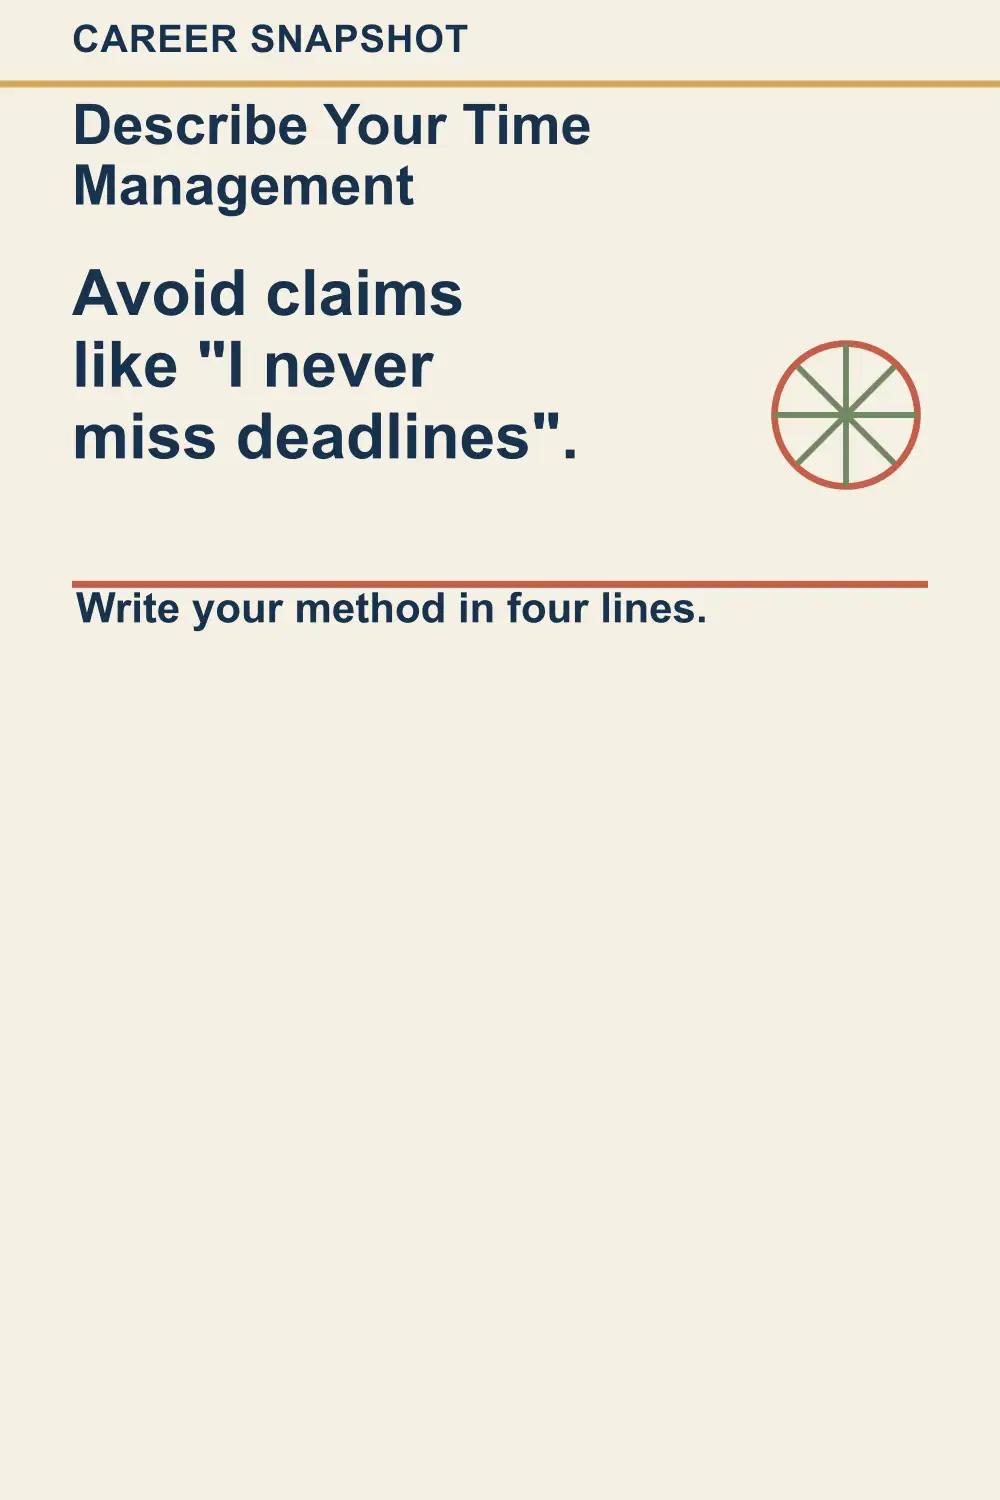 CAREER SNAPSHOT
Describe Your Time
Management
Avoid claims
like "I never
miss deadlines".
Write your method in four lines.